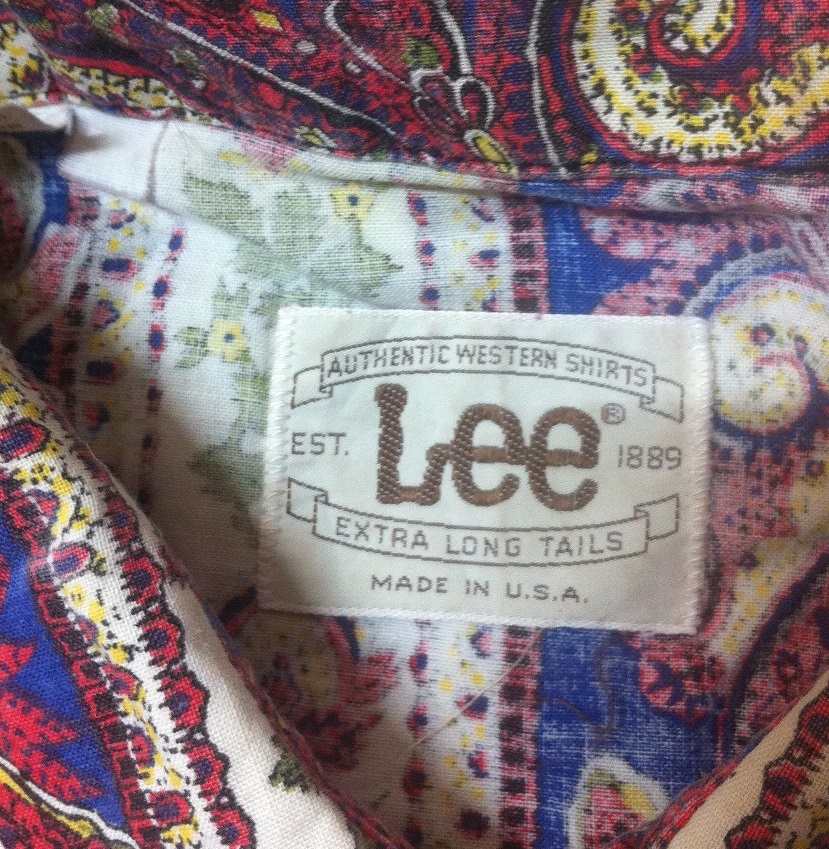 AUTHENTIC WESTERN SHIRTS
Lee®
EST. 1889
EXTRA LONG TAILS
MADE IN U.S.A.